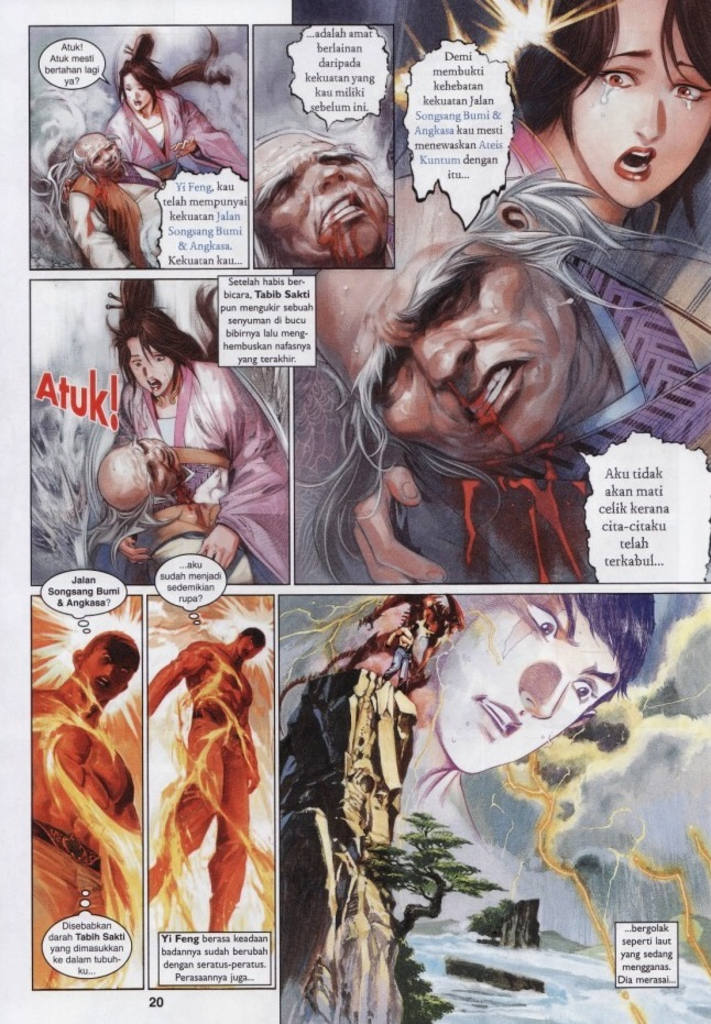 Atuk!
Atuk mesti
bertahan lagi
ya?
Yi Feng, kau
telah mempunyai
kekuatan Jalan
Songsang Bumi
& Angkasa.
Kekuatan kau...
...adalah amat
berlainan
daripada
kekuatan yang
kau miliki
sebelum ini.
Demi
membukti
kehebatan
kekuatan Jalan
Songsang Bumi &
Angkasa kau mesti
menewaskan Ateis
Kuntum dengan
itu...
Setelah habis ber-
bicara, Tabib Sakti
pun mengukir sebuah
senyuman di bucu
bibirnya lalu meng-
hembuskan nafasnya
yang terakhir.
Atuk!
Aku tidak
akan mati
celik kerana
cita-citaku
telah
terkabul...
Jalan
Songsang Bumi
& Angkasa?
Disebabkan
darah Tabib Sakti
yang dimasukkan
ke dalam tubuh-
ku...
...aku
sudah menjadi
sedemikian
rupa?
Yi Feng berasa keadaan
badannya sudah berubah
dengan seratus-peratus.
Perasaannya juga...
...bergolak
seperti laut
yang sedang
mengganas.
Dia merasai...
20